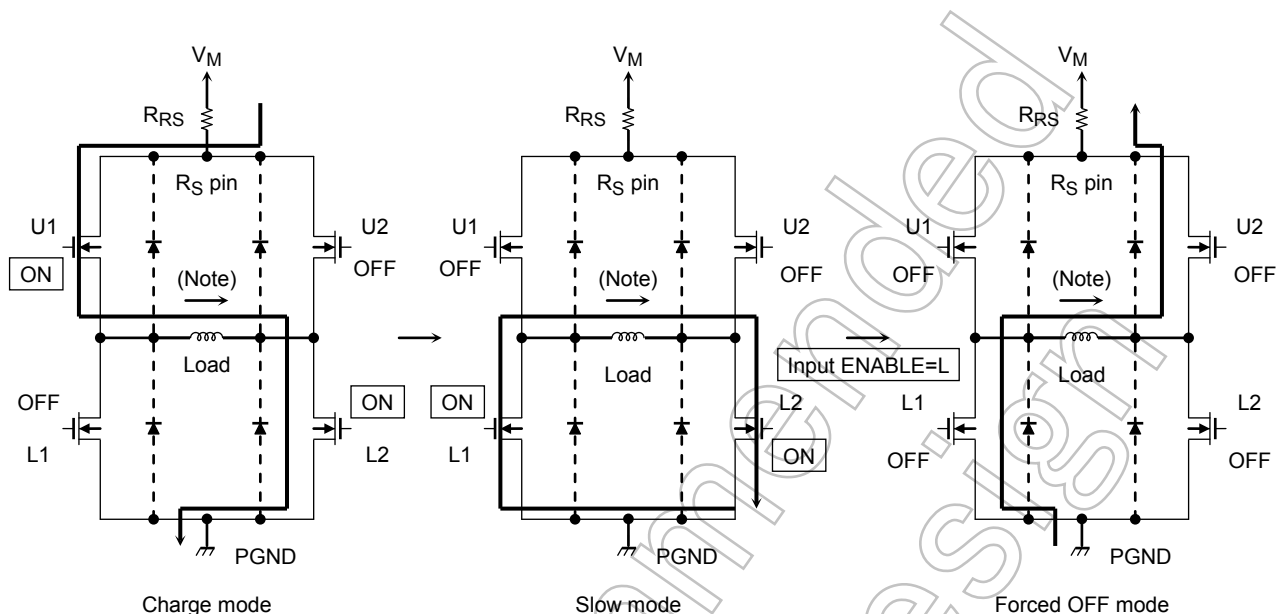 VM
RRS
RS pin
U1
U2
ON
OFF
(Note)
Load
OFF
ON
L1
L2
PGND
Charge mode
VM
RRS
RS pin
U1
U2
OFF
OFF
(Note)
Load
ON
L2
L1
ON
PGND
Slow mode
Input ENABLE=L
VM
RRS
RS pin
U1
U2
OFF
OFF
(Note)
Load
L1
L2
OFF
OFF
PGND
Forced OFF mode
esign